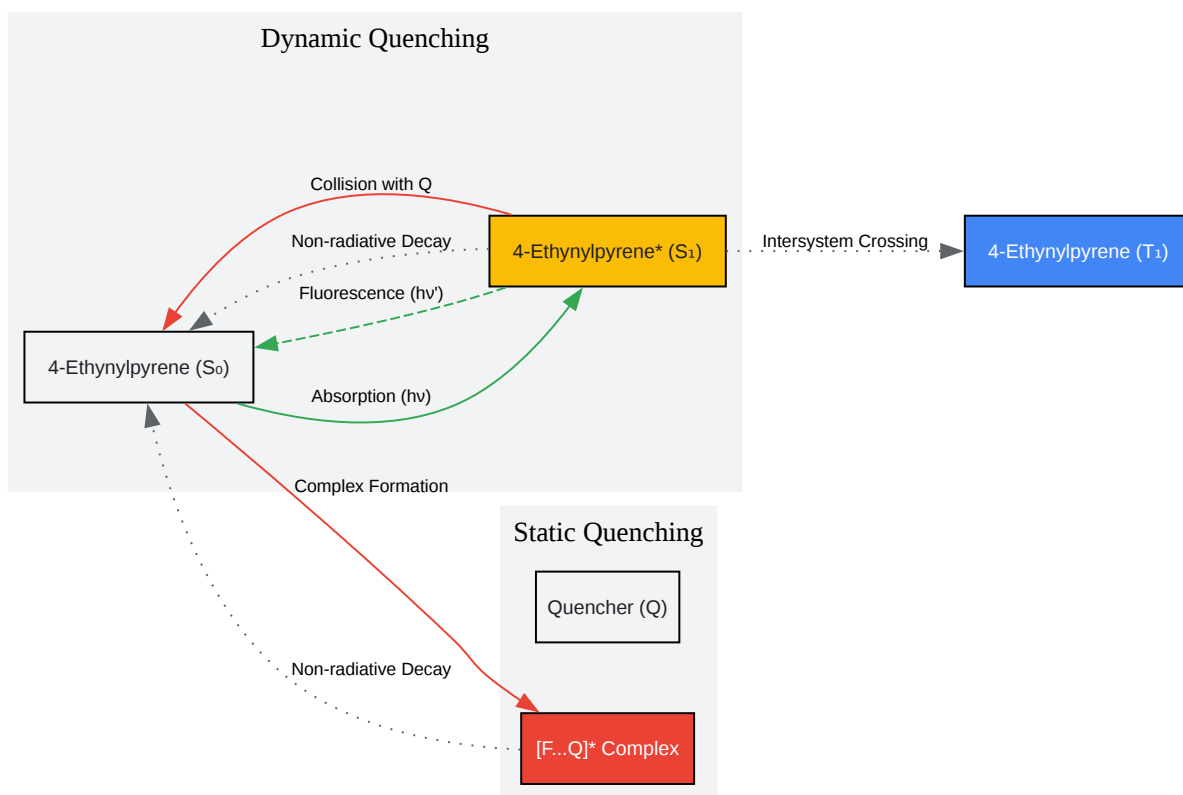 Dynamic Quenching
Collision with Q
Non-radiative Decay
4-Ethynylpyrene* (S₁)
Intersystem Crossing
4-Ethynylpyrene (T₁)
Fluorescence (hν')
4-Ethynylpyrene (S₀)
Absorption (hν)
Complex Formation
Static Quenching
Quencher (Q)
Non-radiative Decay
[F...Q]* Complex